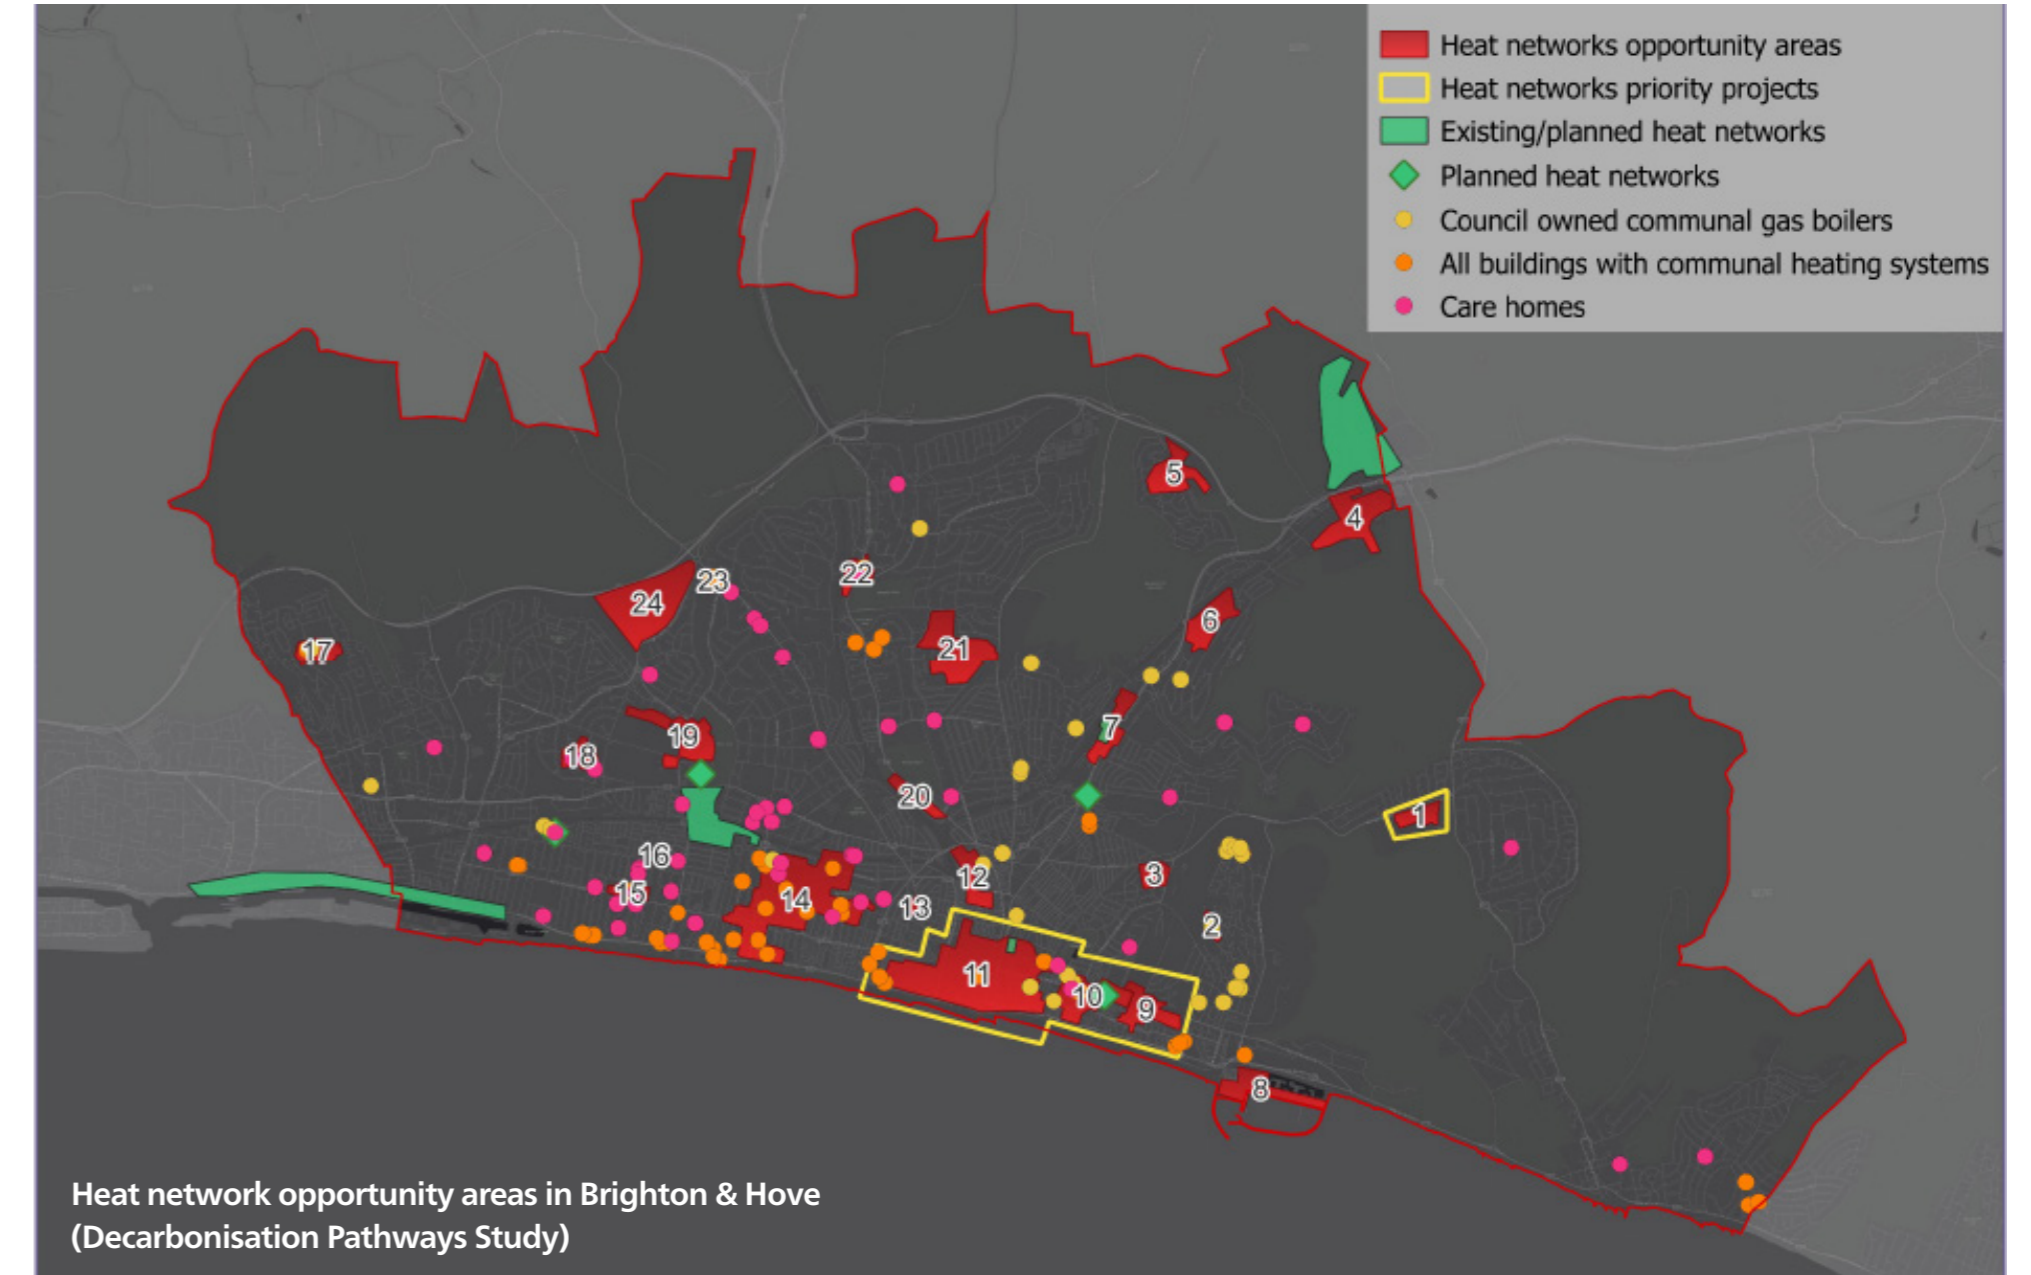 Heat networks opportunity areas
Heat networks priority projects
Existing/planned heat networks
Planned heat networks
Council owned communal gas boilers
All buildings with communal heating systems
Care homes
5
4
22
23
24
6
21
17
7
19
18
20
1
16
12
3
15
14
13
2
11
10
9
8
Heat network opportunity areas in Brighton & Hove
(Decarbonisation Pathways Study)